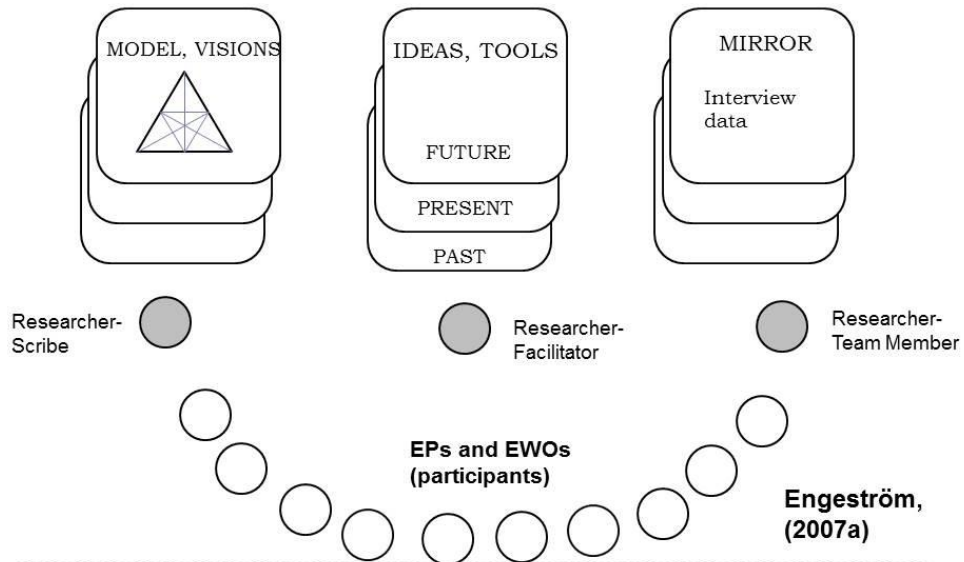 MODEL, VISIONS
IDEAS, TOOLS
FUTURE
PRESENT
PAST
MIRROR
Interview
data
Researcher-
Scribe
Researcher-
Facilitator
Researcher-
Team Member
EPs and EWOs
(participants)
Engeström,
(2007a)